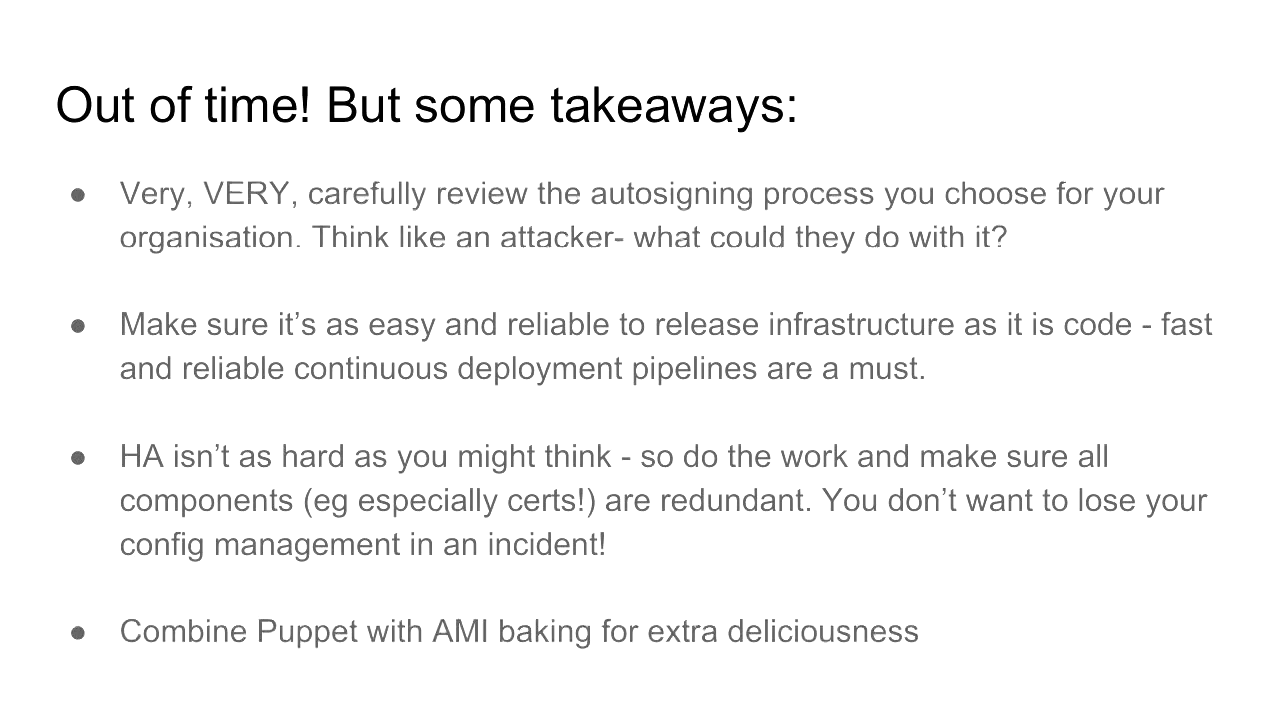 Out of time! But some takeaways:
● Very, VERY, carefully review the autosigning process you choose for your
organisation. Think like an attacker- what could they do with it?
● Make sure it’s as easy and reliable to release infrastructure as it is code - fast
and reliable continuous deployment pipelines are a must.
● HA isn’t as hard as you might think - so do the work and make sure all
components (eg especially certs!) are redundant. You don’t want to lose your
config management in an incident!
● Combine Puppet with AMI baking for extra deliciousness